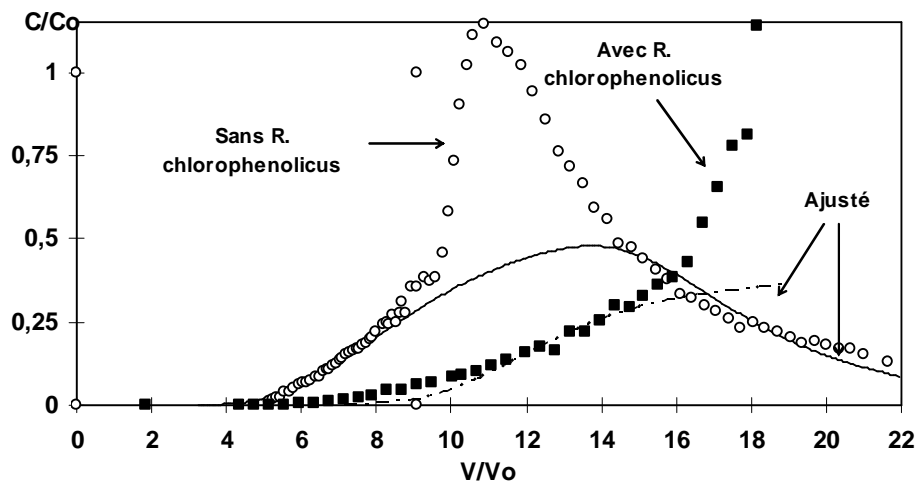 C/Co
1
0,75
0,5
0,25
0
Sans R.
chlorophenolicus
Avec R.
chlorophenolicus
Ajusté
0 2 4 6 8 10 12 14 16 18 20 22
V/Vo